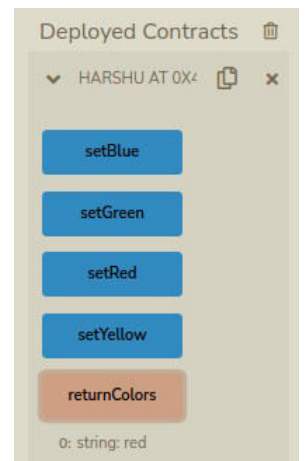 Deployed Contracts
HARSHU AT 0X4
setBlue
setGreen
setRed
setYellow
returnColors
0: string: red